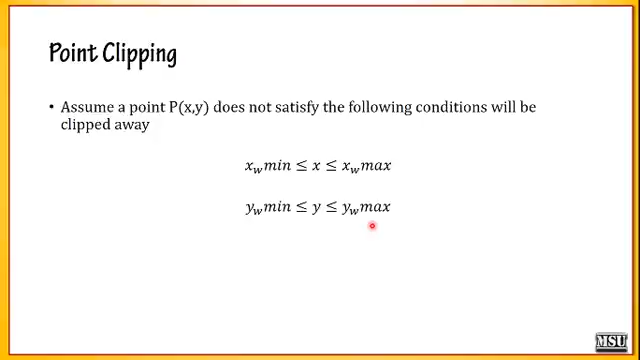 Point Clipping
• Assume a point P(x,y) does not satisfy the following conditions will be
clipped away
x_w min ≤ x ≤ x_w max
y_w min ≤ y ≤ y_w max
MSU